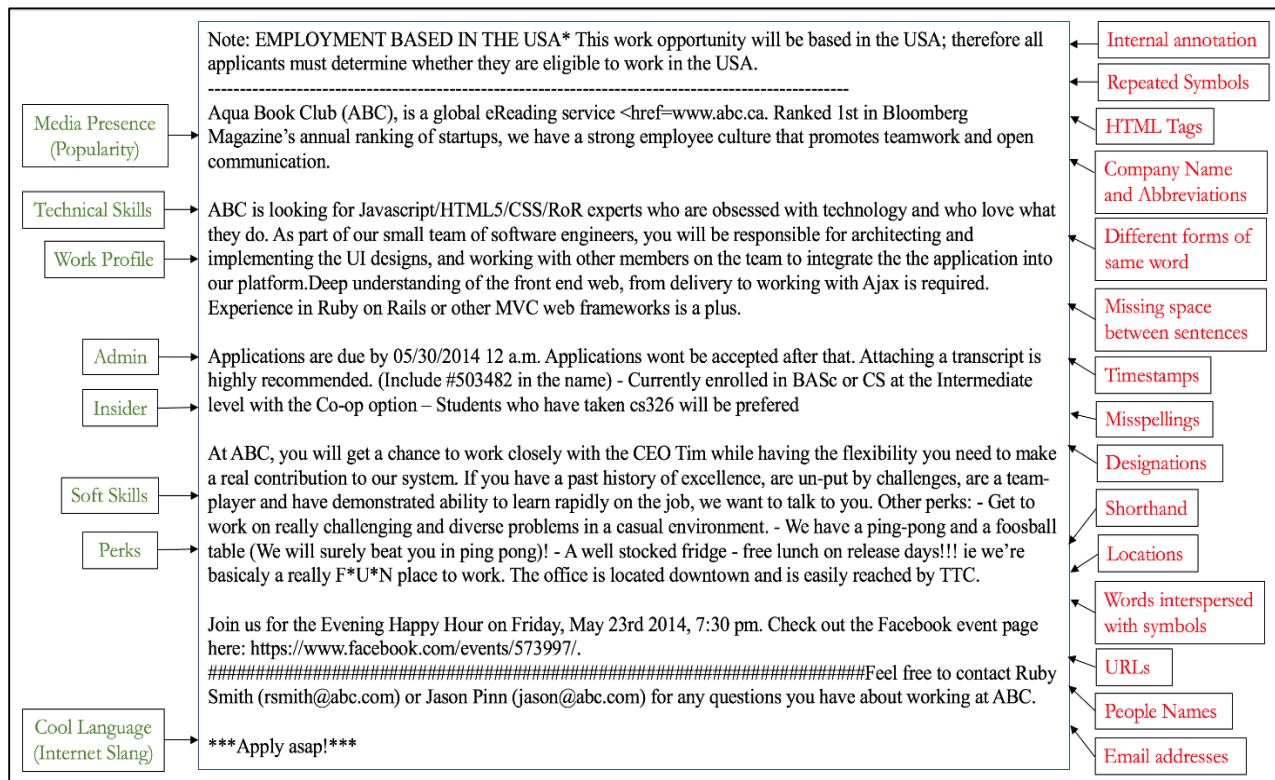 Note: EMPLOYMENT BASED IN THE USA* This work opportunity will be based in the USA; therefore all
applicants must determine whether they are eligible to work in the USA.
--------------------------------------------------------------------------------------------------
Aqua Book Club (ABC), is a global eReading service <href=www.abc.ca. Ranked 1st in Bloomberg
Magazine’s annual ranking of startups, we have a strong employee culture that promotes teamwork and open
communication.
ABC is looking for Javascript/HTML5/CSS/RoR experts who are obsessed with technology and who love what
they do. As part of our small team of software engineers, you will be responsible for architecting and
implementing the UI designs, and working with other members on the team to integrate the the application into
our platform.Deep understanding of the front end web, from delivery to working with Ajax is required.
Experience in Ruby on Rails or other MVC web frameworks is a plus.
Applications are due by 05/30/2014 12 a.m. Applications wont be accepted after that. Attaching a transcript is
highly recommended. (Include #503482 in the name) - Currently enrolled in BASc or CS at the Intermediate
level with the Co-op option – Students who have taken cs326 will be prefered
At ABC, you will get a chance to work closely with the CEO Tim while having the flexibility you need to make
a real contribution to our system. If you have a past history of excellence, are un-put by challenges, are a team-
player and have demonstrated ability to learn rapidly on the job, we want to talk to you. Other perks: - Get to
work on really challenging and diverse problems in a casual environment. - We have a ping-pong and a foosball
table (We will surely beat you in ping pong)! - A well stocked fridge - free lunch on release days!!! ie we’re
basicaly a really F*U*N place to work. The office is located downtown and is easily reached by TTC.
Join us for the Evening Happy Hour on Friday, May 23rd 2014, 7:30 pm. Check out the Facebook event page
here: https://www.facebook.com/events/573997/.
########################################################################Feel free to contact Ruby
Smith (rsmith@abc.com) or Jason Pinn (jason@abc.com) for any questions you have about working at ABC.
***Apply asap!***
Media Presence
(Popularity)
Technical Skills
Work Profile
Admin
Insider
Soft Skills
Perks
Cool Language
(Internet Slang)
Internal annotation
Repeated Symbols
HTML Tags
Company Name
and Abbreviations
Different forms of
same word
Missing space
between sentences
Timestamps
Misspellings
Designations
Shorthand
Locations
Words interspersed
with symbols
URLs
People Names
Email addresses